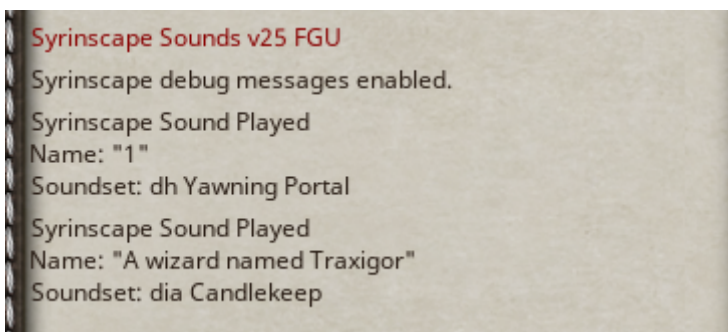 Syrinscape Sounds v25 FGU
Syrinscape debug messages enabled.
Syrinscape Sound Played
Name: "1"
Soundset: dh Yawning Portal
Syrinscape Sound Played
Name: "A wizard named Traxigor"
Soundset: dia Candlekeep